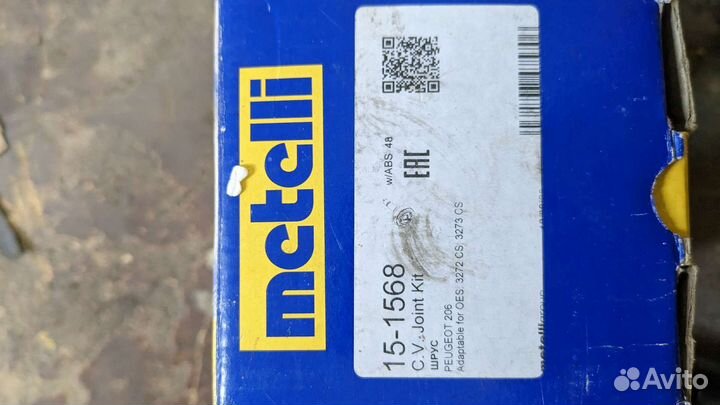 metelli
15-1568
C.V. Joint Kit
w/ABS: 48
ШРУС
PEUGEOT 206
Adaptable for OES: 3272 CS; 3273 CS
EAC
Avito